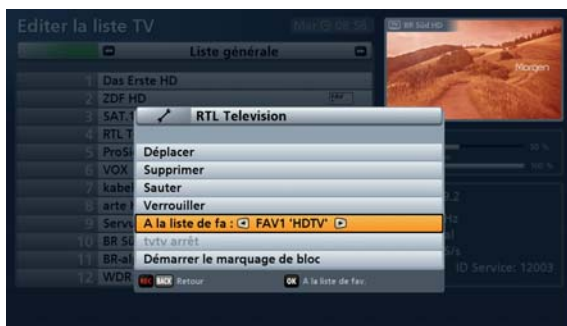 Editer la liste TV
BR Süd HD
Liste générale
Morgen
1 Das Erste HD
2 ZDF HD
3 SAT.1
RTL Television
4 RTL T
5 ProSi
Déplacer
6 VOX
Supprimer
7 kabel
Sauter
8 arte
Verrouiller
9 Servu
A la liste de fa : FAV1 'HDTV'
10 BR Sü
tvtv arrêt
11 BR-al
Démarrer le marquage de bloc
ID Service: 12003
12 WDR
REC BACK Retour OK A la liste de fav.